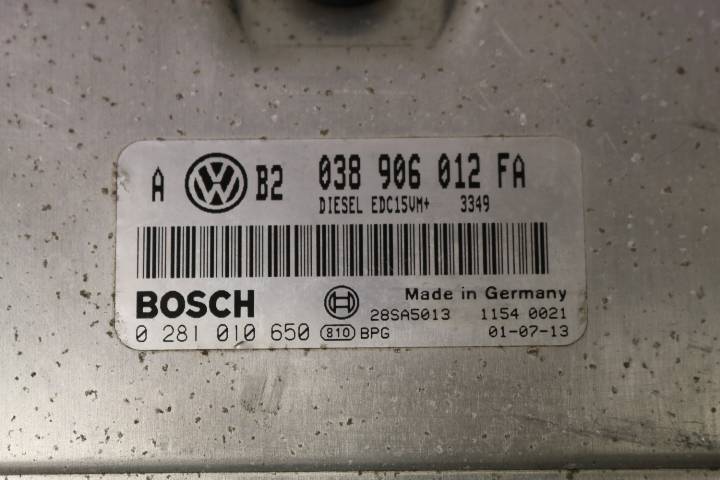 A VW B2 038 906 012 FA
DIESEL EDC15VM+ 3349
BOSCH Made in Germany
28SA5013 1154 0021
0 281 010 650 810 BPG 01-07-13